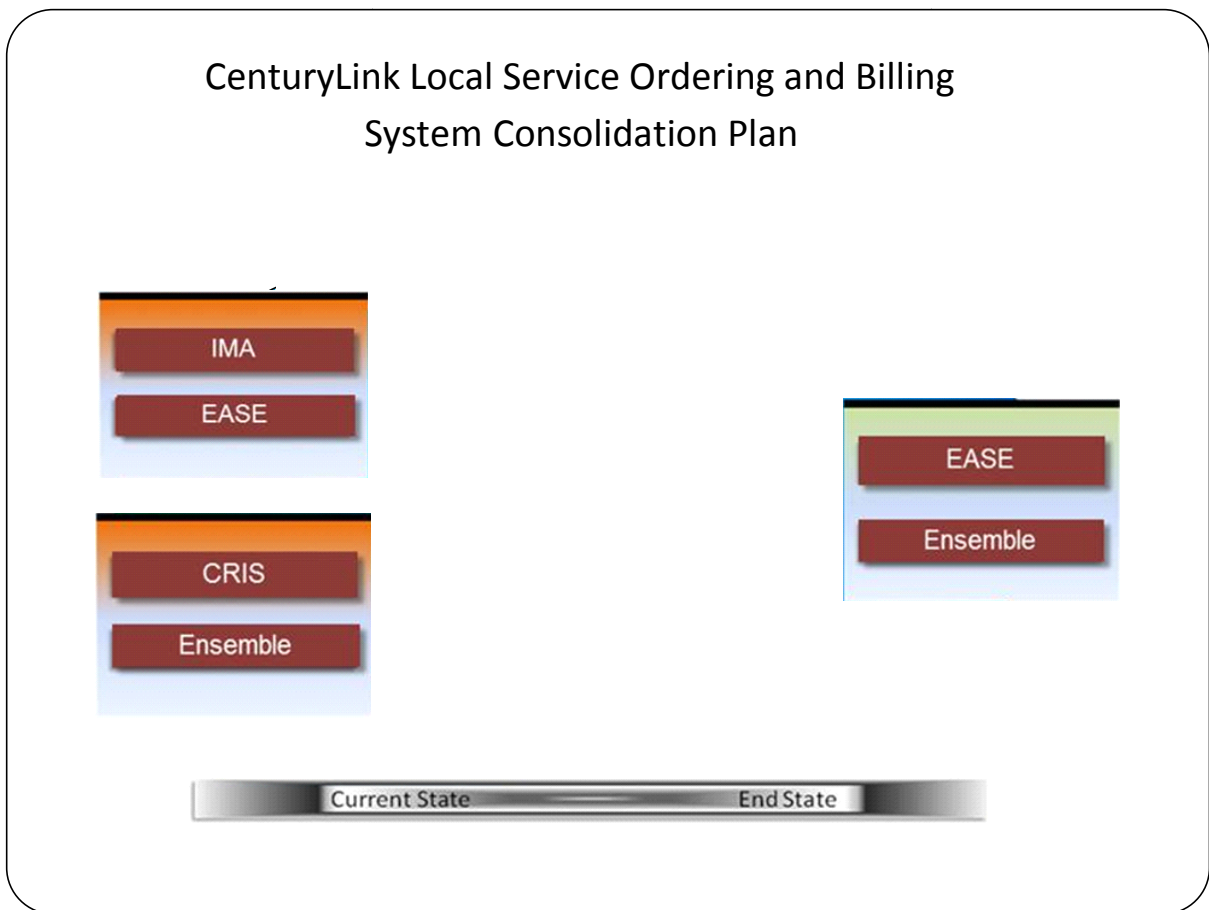 CenturyLink Local Service Ordering and Billing
System Consolidation Plan
IMA
EASE
CRIS
Ensemble
EASE
Ensemble
Current State
End State